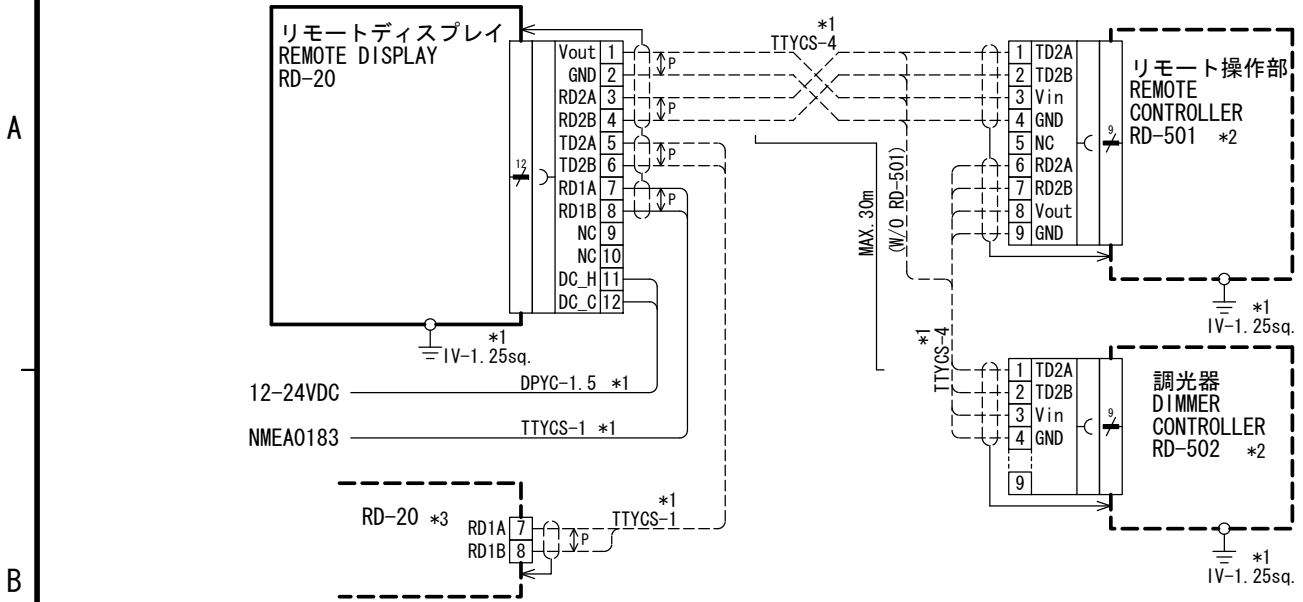 A
B
リモートディスプレイ
REMOTE DISPLAY
RD-20
12
Vout 1
GND 2
RD2A 3
RD2B 4
TD2A 5
TD2B 6
RD1A 7
RD1B 8
NC 9
NC 10
DC_H 11
DC_C 12
P
P
P
P
*1
TTYCS-4
(W/O RD-501)
MAX.30m
1 TD2A
2 TD2B
3 Vin
4 GND
5 NC
6 RD2A
7 RD2B
8 Vout
9 GND
9
リモート操作部
REMOTE
CONTROLLER
RD-501 *2
*1
IV-1.25sq.
*1
IV-1.25sq.
12-24VDC
DPYC-1.5 *1
NMEA0183
TTYCS-1 *1
*1
TTYCS-4
1 TD2A
2 TD2B
3 Vin
4 GND
9
9
調光器
DIMMER
CONTROLLER
RD-502 *2
*1
IV-1.25sq.
RD-20 *3
RD1A 7
RD1B 8
P
*1
TTYCS-1